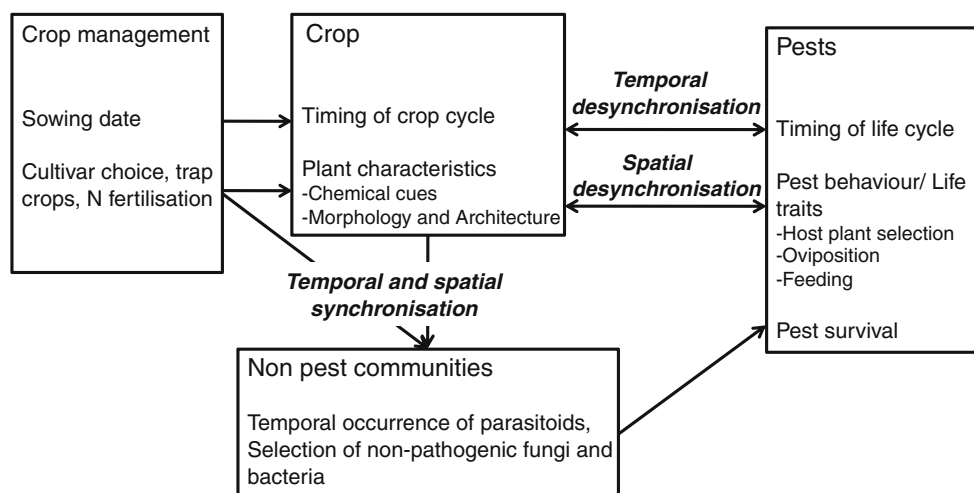 Crop management
Sowing date
Cultivar choice, trap
crops, N fertilisation
Crop
Timing of crop cycle
Plant characteristics
-Chemical cues
-Morphology and Architecture
Temporal
desynchronisation
Spatial
desynchronisation
Pests
Timing of life cycle
Pest behaviour/ Life
traits
-Host plant selection
-Oviposition
-Feeding
Pest survival
Temporal and spatial
synchronisation
Non pest communities
Temporal occurrence of parasitoids,
Selection of non-pathogenic fungi and
bacteria